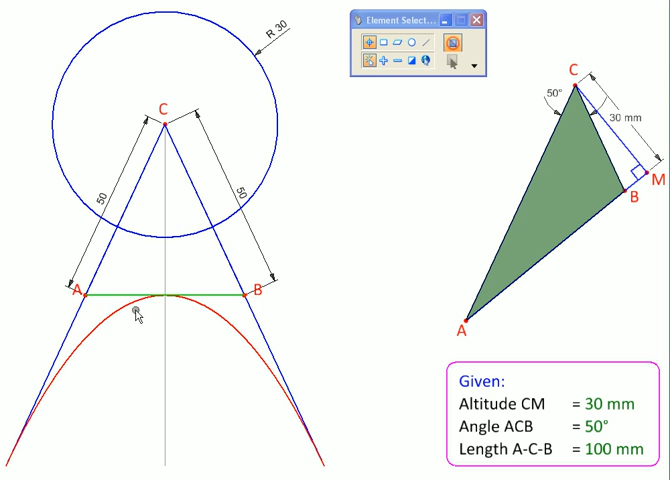 Element Select...
R 30
C
50
50
A
B
C
50°
30 mm
M
B
A
Given:
Altitude CM = 30 mm
Angle ACB = 50°
Length A-C-B = 100 mm